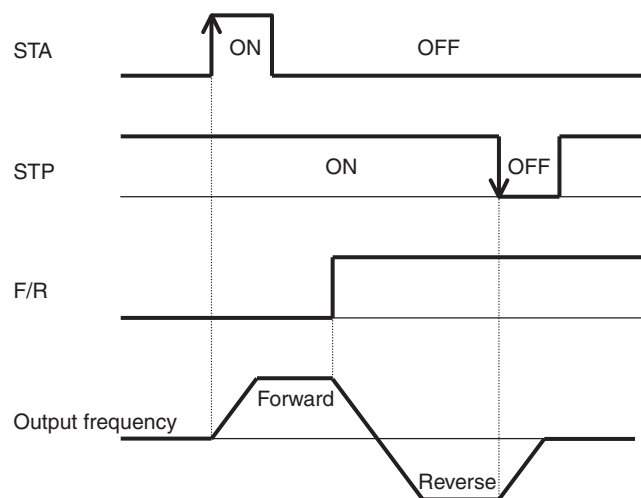 STA
ON
OFF
STP
ON
OFF
F/R
Output frequency
Forward
Reverse